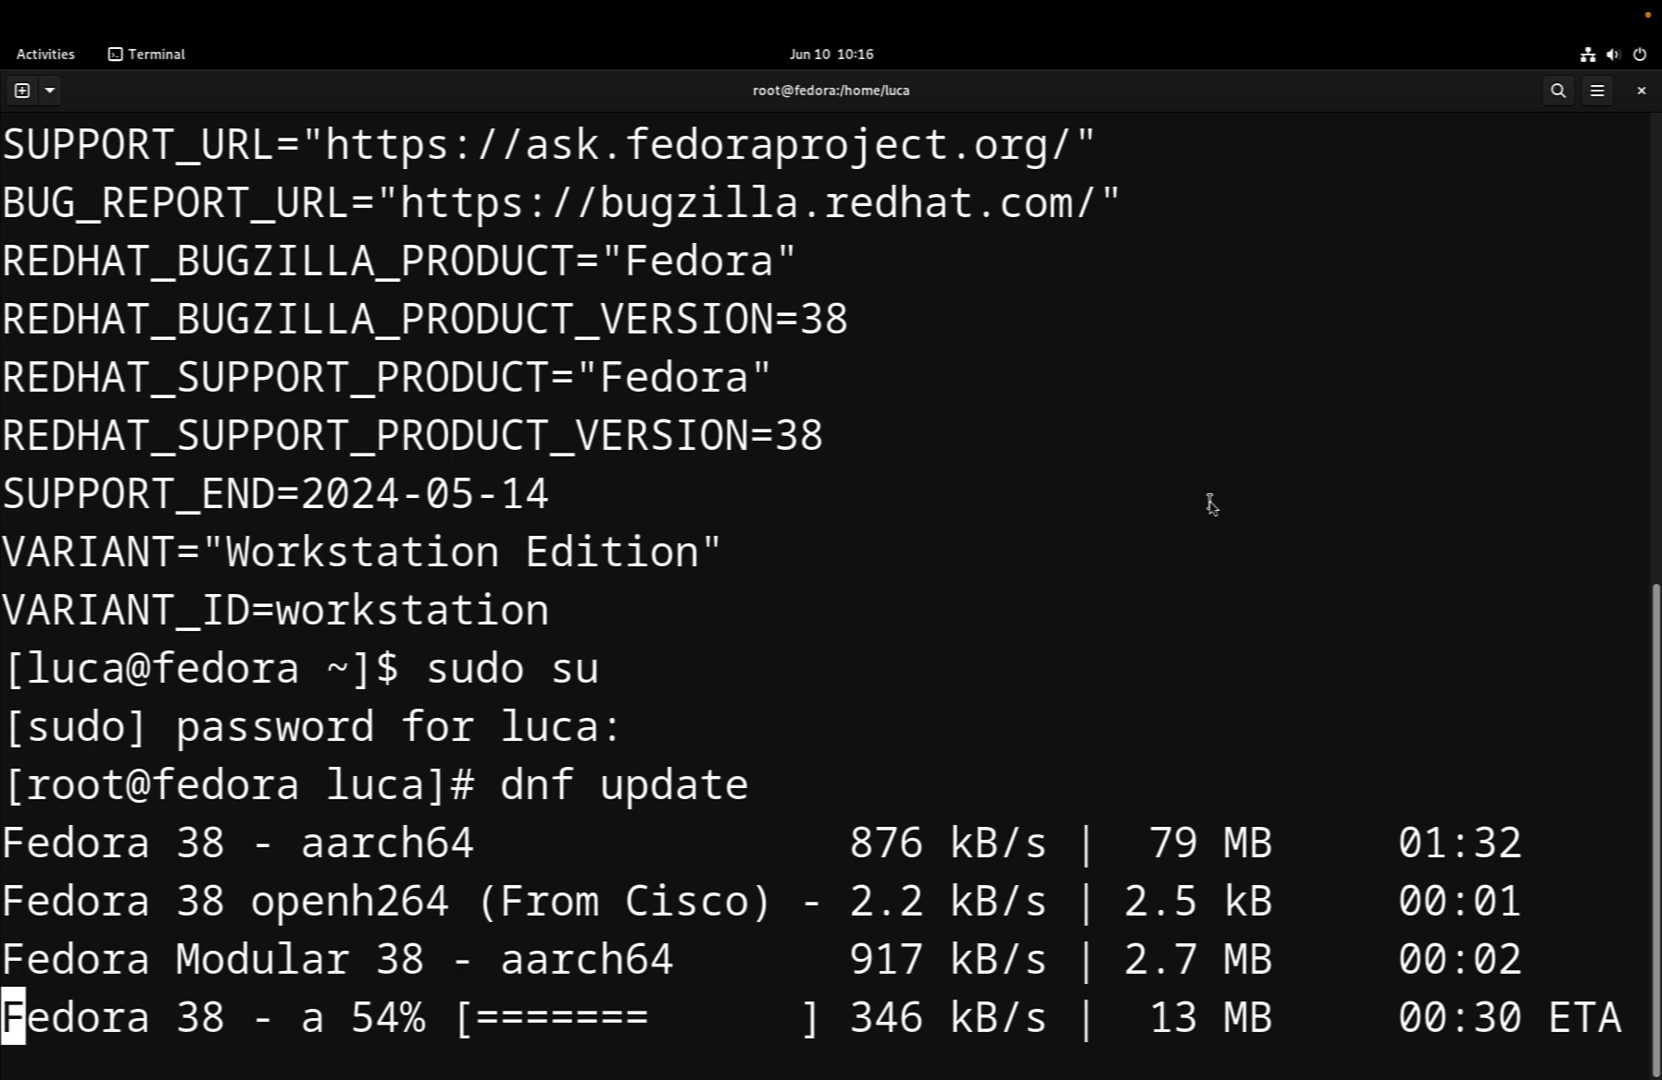 Activities Terminal Jun 10 10:16
root@fedora:/home/luca
SUPPORT_URL="https://ask.fedoraproject.org/"
BUG_REPORT_URL="https://bugzilla.redhat.com/"
REDHAT_BUGZILLA_PRODUCT="Fedora"
REDHAT_BUGZILLA_PRODUCT_VERSION=38
REDHAT_SUPPORT_PRODUCT="Fedora"
REDHAT_SUPPORT_PRODUCT_VERSION=38
SUPPORT_END=2024-05-14
VARIANT="Workstation Edition"
VARIANT_ID=workstation
[luca@fedora ~]$ sudo su
[sudo] password for luca:
[root@fedora luca]# dnf update
Fedora 38 - aarch64 876 kB/s | 79 MB 01:32
Fedora 38 openh264 (From Cisco) - 2.2 kB/s | 2.5 kB 00:01
Fedora Modular 38 - aarch64 917 kB/s | 2.7 MB 00:02
Fedora 38 - a 54% [======= ] 346 kB/s | 13 MB 00:30 ETA